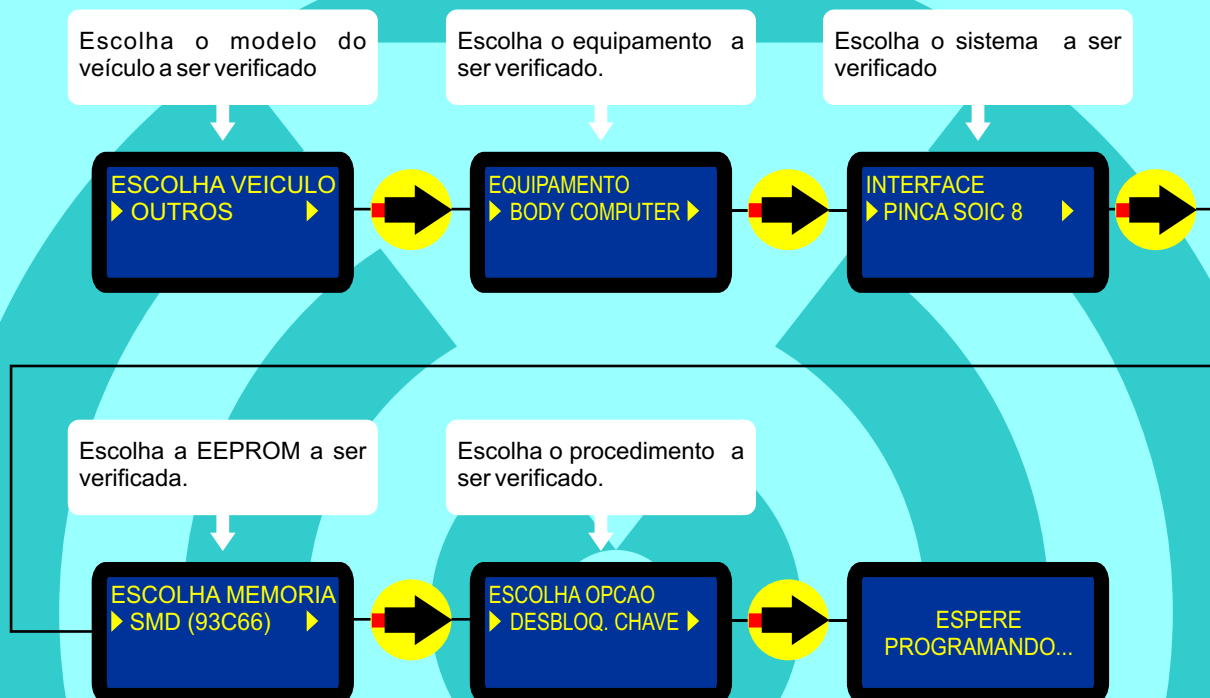 Escolha o modelo do
veículo a ser verificado
Escolha o equipamento a
ser verificado.
Escolha o sistema a ser
verificado
ESCOLHA VEICULO
OUTROS
EQUIPAMENTO
BODY COMPUTER
INTERFACE
PINCA SOIC 8
Escolha a EEPROM a ser
verificada.
Escolha o procedimento a
ser verificado.
ESCOLHA MEMORIA
SMD (93C66)
ESCOLHA OPCAO
DESBLOQ. CHAVE
ESPERE
PROGRAMANDO...